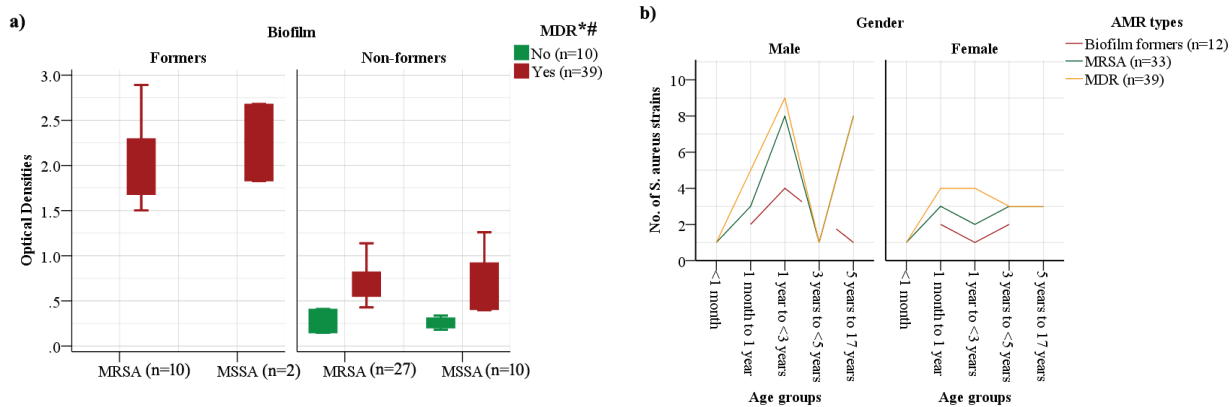 a)
Biofilm
MDR*#
No (n=10)
Yes (n=39)
Formers
Non-formers
Optical Densities
3.0
2.5
2.0
1.5
1.0
.5
.0
MRSA (n=10)
MSSA (n=2)
MRSA (n=27)
MSSA (n=10)
b)
Gender
AMR types
Biofilm formers (n=12)
MRSA (n=33)
MDR (n=39)
Male
Female
No. of S. aureus strains
10
8
6
4
2
0
<1 month
1 month to 1 year
1 year to <3 years
3 years to <5 years
5 years to 17 years
<1 month
1 month to 1 year
1 year to <3 years
3 years to <5 years
5 years to 17 years
Age groups
Age groups